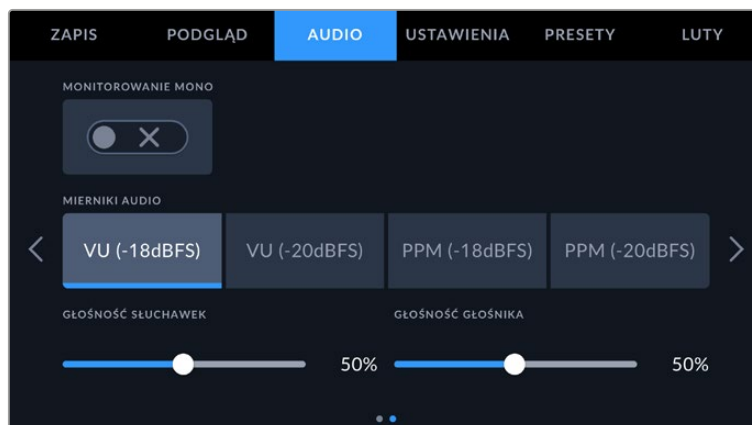 ZAPIS PODGLĄD AUDIO USTAWIENIA PRESETY LUTY
MONITOROWANIE MONO
MIERNIKI AUDIO
VU (-18dBFS) VU (-20dBFS) PPM (-18dBFS) PPM (-20dBFS)
GŁOŚNOŚĆ SŁUCHAWEK GŁOŚNOŚĆ GŁOŚNIKA
50% 50%